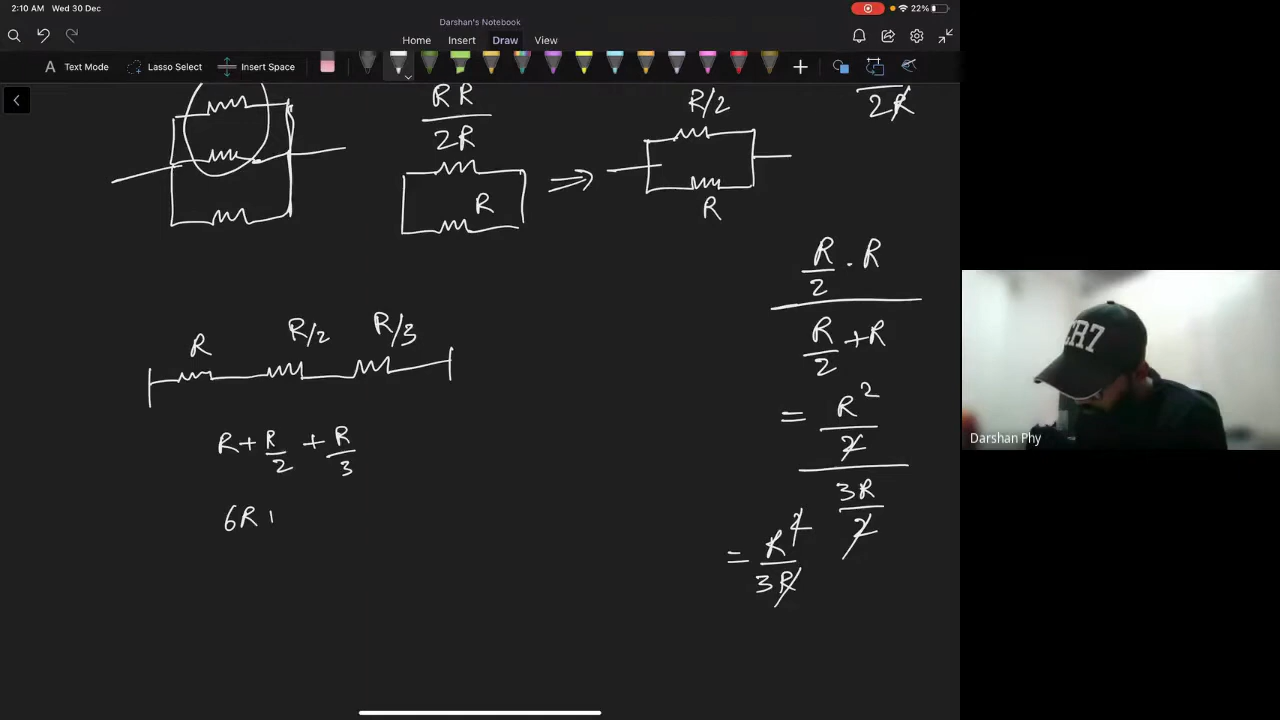 2:10 AM Wed 30 Dec
22%
Darshan's Notebook
Home Insert Draw View
Text Mode Lasso Select Insert Space
R R
2R
R
R/2
R
2R
R/2 . R
R/2 + R
= R²/2
3R/2
= R²/3R
R R/2 R/3
R + R/2 + R/3
6R
CR7
Darshan Phy